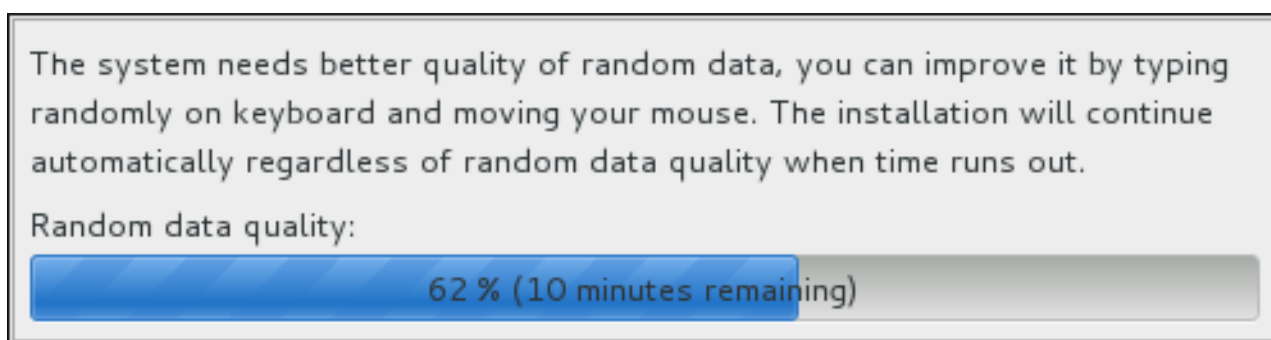 The system needs better quality of random data, you can improve it by typing
randomly on keyboard and moving your mouse. The installation will continue
automatically regardless of random data quality when time runs out.
Random data quality:
62 % (10 minutes remaining)